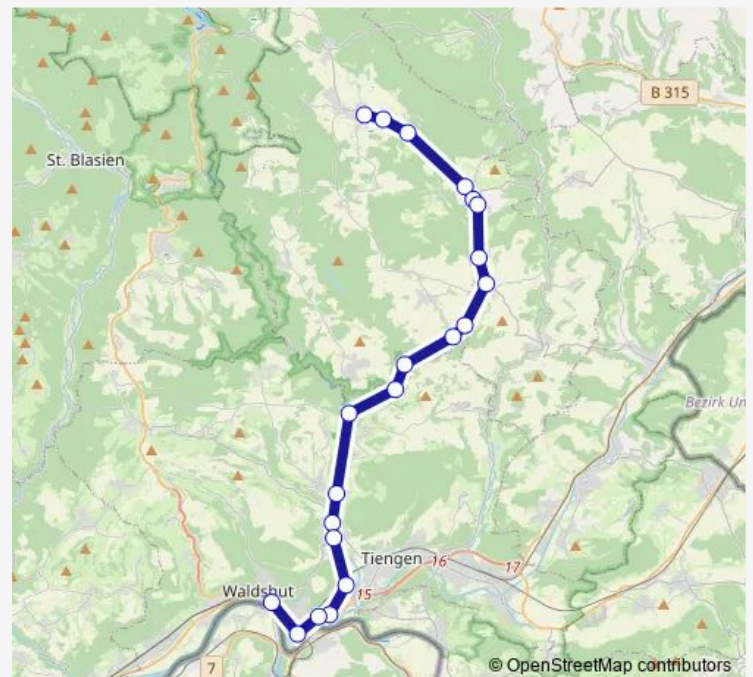 B 315
St. Blasien
Bezirk Un
Tiengen
16
17
Waldshut
15
7
© OpenStreetMap contributors